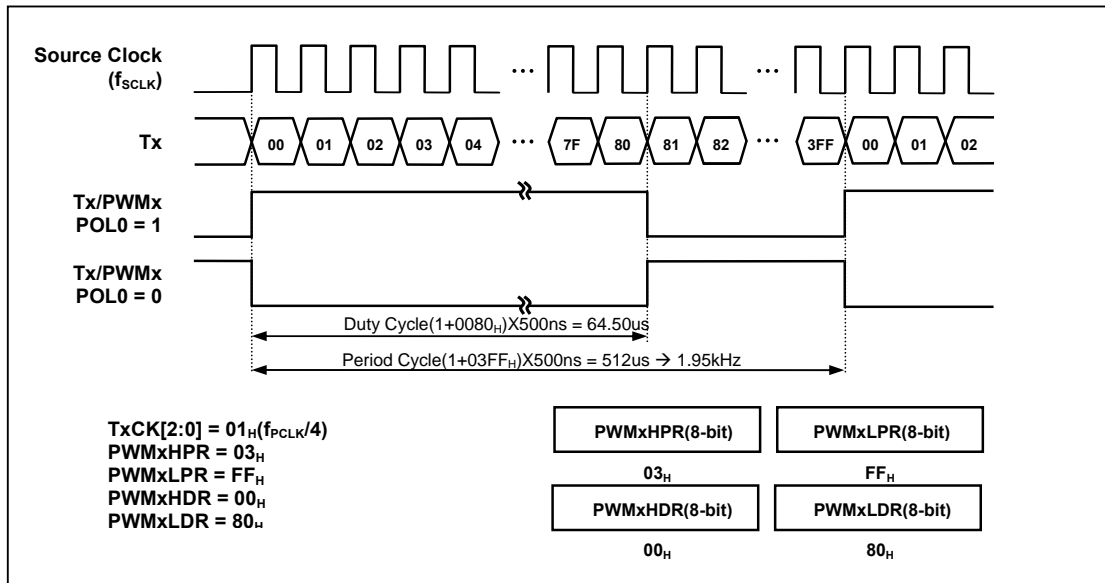 Source Clock
(fSCLK)
... ...
Tx 00 01 02 03 04 ... 7F 80 81 82 ... 3FF 00 01 02
Tx/PWMx
POL0 = 1
Tx/PWMx
POL0 = 0
Duty Cycle(1+0080H)X500ns = 64.50us
Period Cycle(1+03FFH)X500ns = 512us → 1.95kHz
TxCK[2:0] = 01H(fPCLK/4)
PWMxHPR = 03H
PWMxLPR = FFH
PWMxHDR = 00H
PWMxLDR = 80H
PWMxHPR(8-bit) PWMxLPR(8-bit)
03H FFH
PWMxHDR(8-bit) PWMxLDR(8-bit)
00H 80H